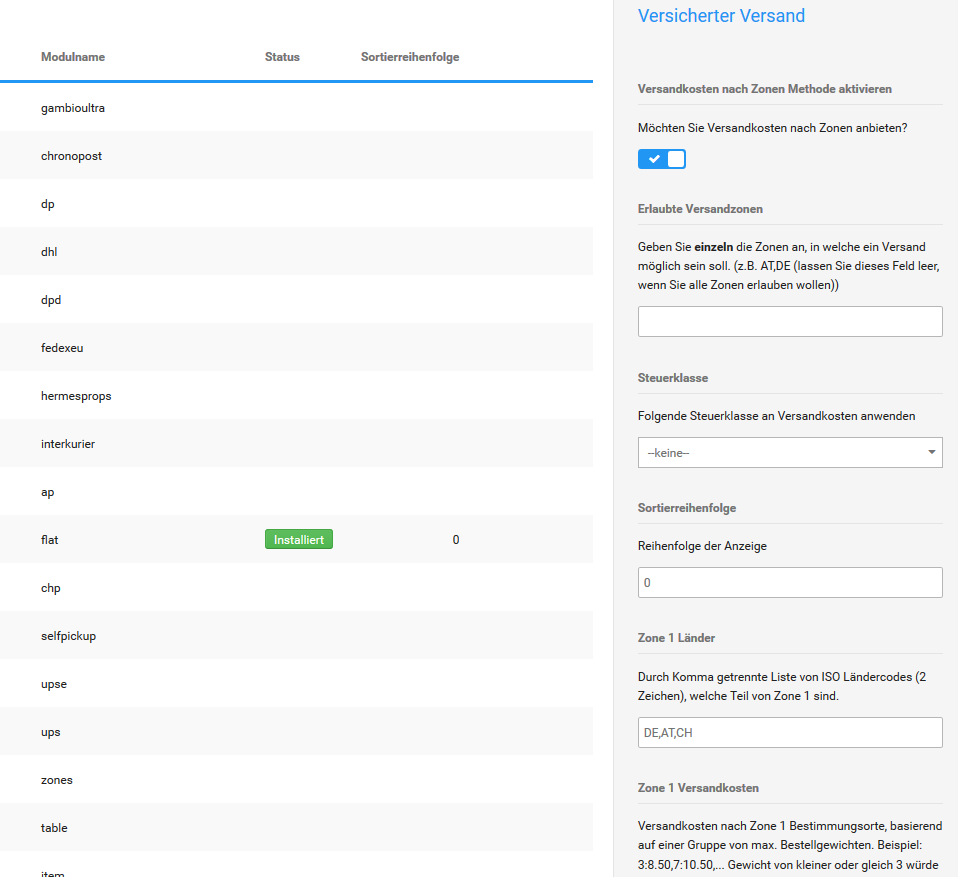 Modulname Status Sortierreihenfolge
gambioultra
chronopost
dp
dhl
dpd
fedexeu
hermesprops
interkurier
ap
flat Installiert 0
chp
selfpickup
upse
ups
zones
table
item
Versicherter Versand
Versandkosten nach Zonen Methode aktivieren
Möchten Sie Versandkosten nach Zonen anbieten?
Erlaubte Versandzonen
Geben Sie einzeln die Zonen an, in welche ein Versand
möglich sein soll. (z.B. AT,DE (lassen Sie dieses Feld leer,
wenn Sie alle Zonen erlauben wollen))
Steuerklasse
Folgende Steuerklasse an Versandkosten anwenden
--keine--
Sortierreihenfolge
Reihenfolge der Anzeige
0
Zone 1 Länder
Durch Komma getrennte Liste von ISO Ländercodes (2
Zeichen), welche Teil von Zone 1 sind.
DE,AT,CH
Zone 1 Versandkosten
Versandkosten nach Zone 1 Bestimmungsorte, basierend
auf einer Gruppe von max. Bestellgewichten. Beispiel:
3:8.50,7:10.50,... Gewicht von kleiner oder gleich 3 würde